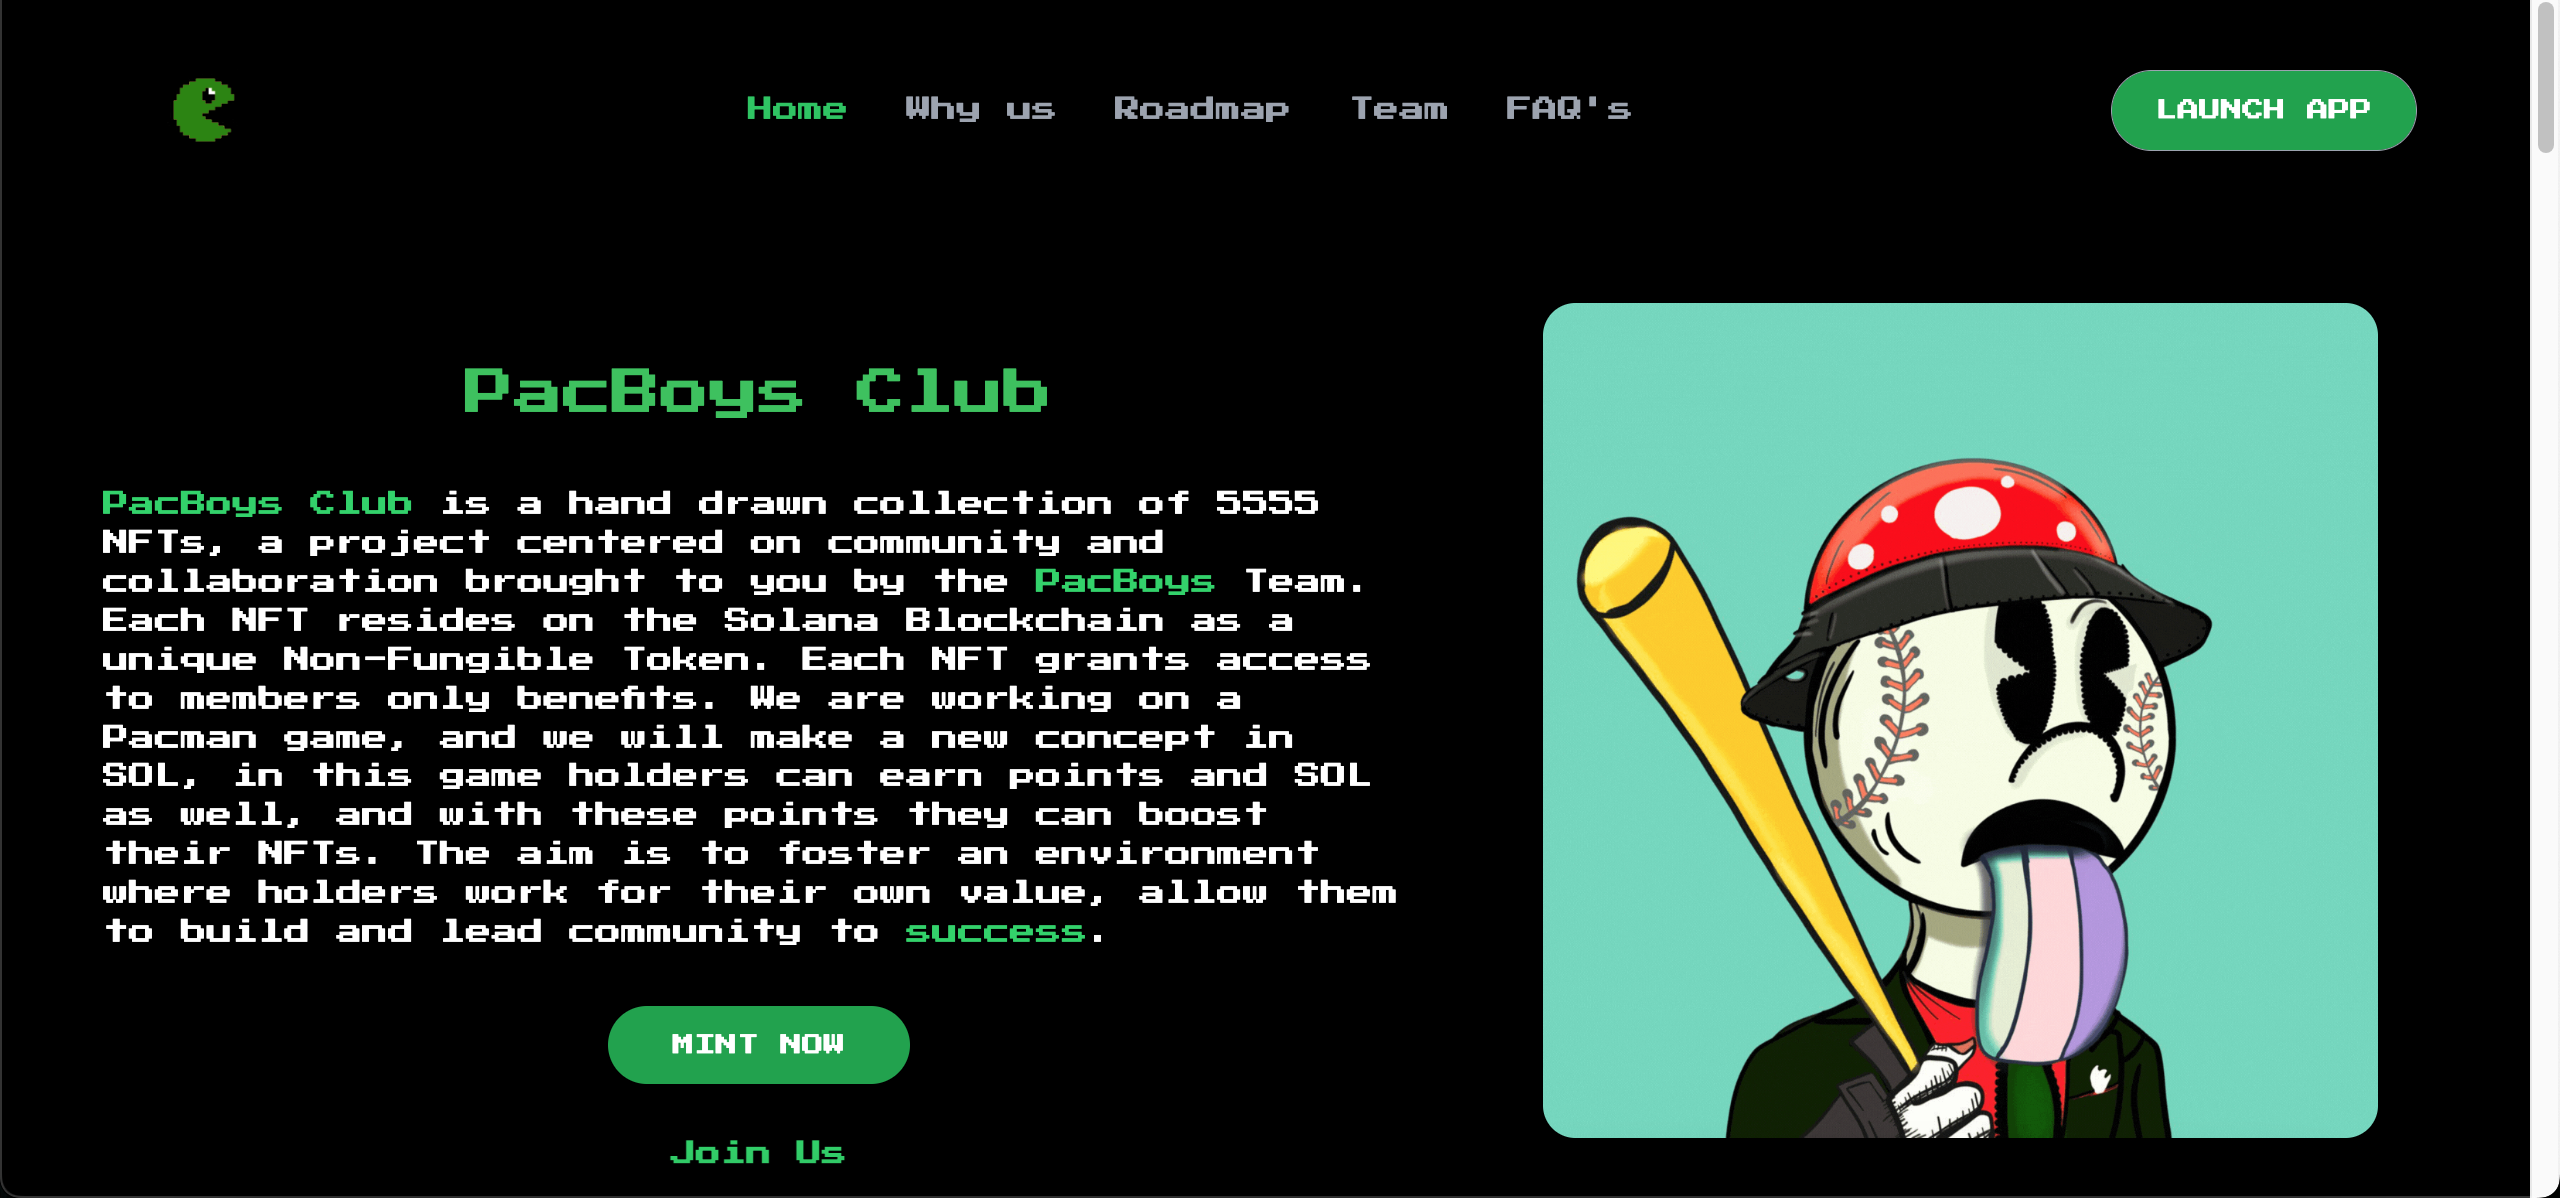 Home Why us Roadmap Team FAQ's LAUNCH APP
PacBoys Club
PacBoys Club is a hand drawn collection of 5555
NFTs, a project centered on community and
collaboration brought to you by the PacBoys Team.
Each NFT resides on the Solana Blockchain as a
unique Non-Fungible Token. Each NFT grants access
to members only benefits. We are working on a
Pacman game, and we will make a new concept in
SOL, in this game holders can earn points and SOL
as well, and with these points they can boost
their NFTs. The aim is to foster an environment
where holders work for their own value, allow them
to build and lead community to success.
MINT NOW
Join Us